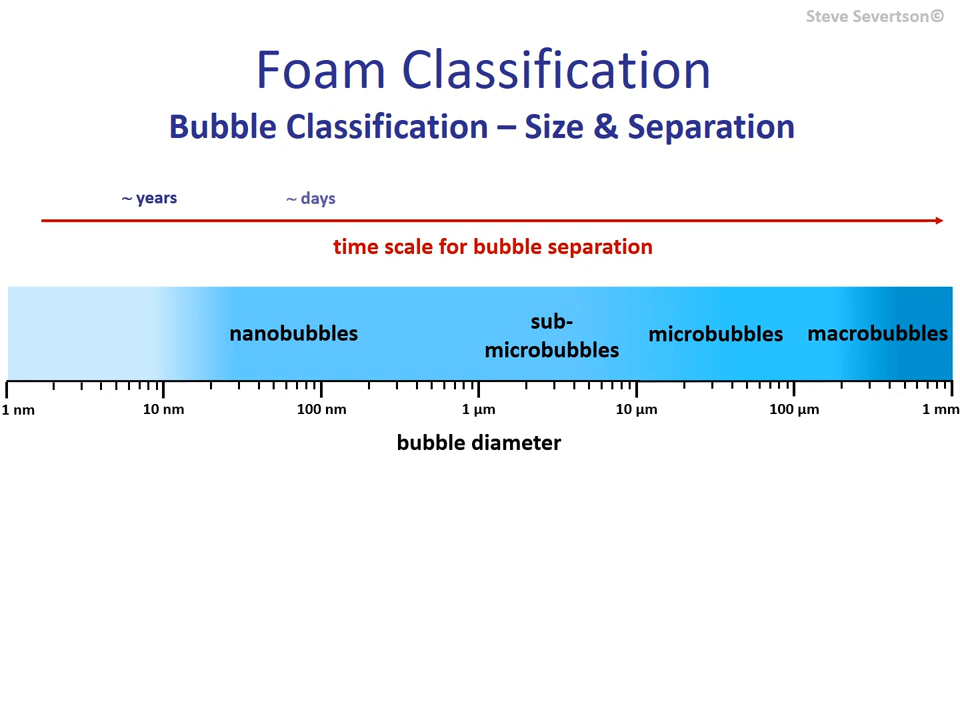 Steve Severtson©
Foam Classification
Bubble Classification – Size & Separation
~ years ~ days
time scale for bubble separation
nanobubbles sub-microbubbles microbubbles macrobubbles
1 nm 10 nm 100 nm 1 µm 10 µm 100 µm 1 mm
bubble diameter